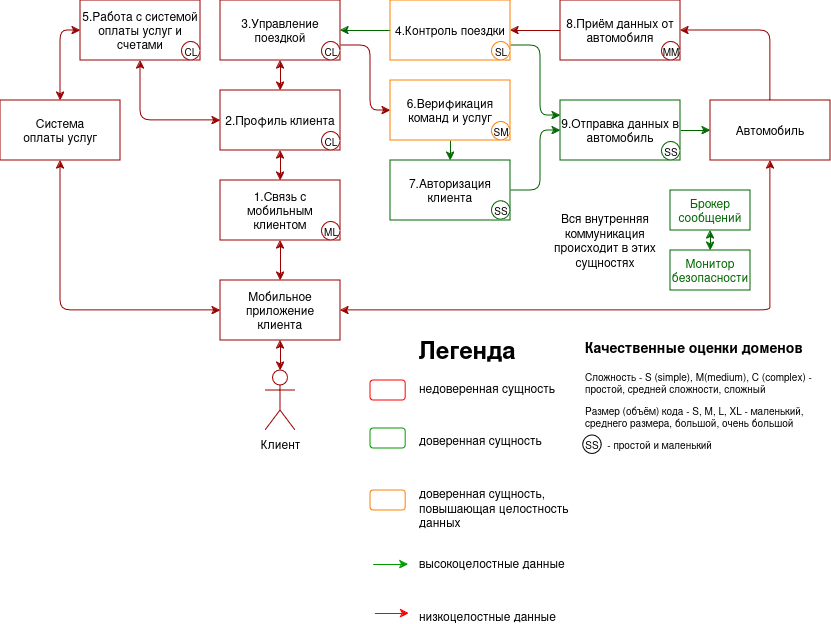 5.Работа с системой
оплаты услуг и
счетами
CL
3.Управление
поездкой
CL
4.Контроль поездки
SL
8.Приём данных от
автомобиля
MM
Система
оплаты услуг
2.Профиль клиента
CL
6.Верификация
команд и услуг
SM
9.Отправка данных в
автомобиль
SS
Автомобиль
1.Связь с
мобильным
клиентом
ML
7.Авторизация
клиента
SS
Вся внутренняя
коммуникация
происходит в этих
сущностях
Брокер
сообщений
Монитор
безопасности
Мобильное
приложение
клиента
Клиент
Легенда
недоверенная сущность
доверенная сущность
доверенная сущность,
повышающая целостность
данных
высокоцелостные данные
низкоцелостные данные
Качественные оценки доменов
Сложность - S (simple), M(medium), C (complex) -
простой, средней сложности, сложный
Размер (объём) кода - S, M, L, XL - маленький,
среднего размера, большой, очень большой
SS - простой и маленький